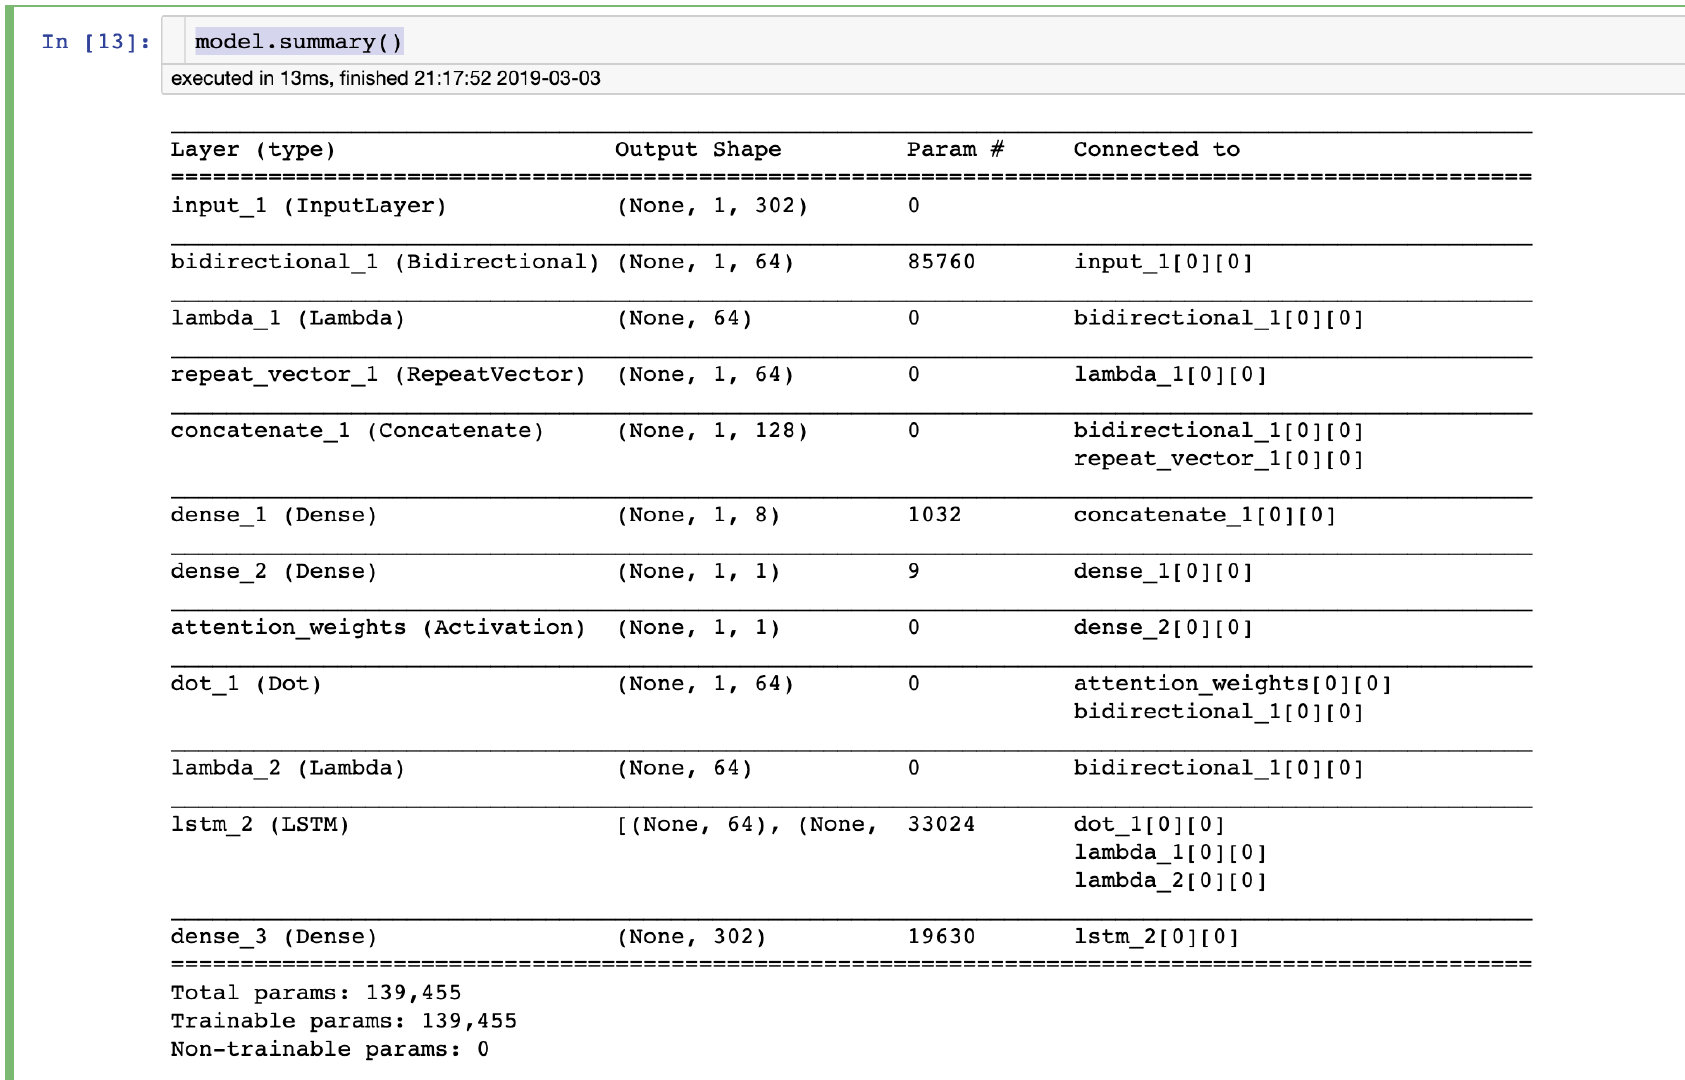 In [13]: model.summary()
executed in 13ms, finished 21:17:52 2019-03-03
Layer (type) Output Shape Param # Connected to
input_1 (InputLayer) (None, 1, 302) 0
bidirectional_1 (Bidirectional) (None, 1, 64) 85760 input_1[0][0]
lambda_1 (Lambda) (None, 64) 0 bidirectional_1[0][0]
repeat_vector_1 (RepeatVector) (None, 1, 64) 0 lambda_1[0][0]
concatenate_1 (Concatenate) (None, 1, 128) 0 bidirectional_1[0][0]
repeat_vector_1[0][0]
dense_1 (Dense) (None, 1, 8) 1032 concatenate_1[0][0]
dense_2 (Dense) (None, 1, 1) 9 dense_1[0][0]
attention_weights (Activation) (None, 1, 1) 0 dense_2[0][0]
dot_1 (Dot) (None, 1, 64) 0 attention_weights[0][0]
bidirectional_1[0][0]
lambda_2 (Lambda) (None, 64) 0 bidirectional_1[0][0]
lstm_2 (LSTM) [(None, 64), (None, 33024 dot_1[0][0]
lambda_1[0][0]
lambda_2[0][0]
dense_3 (Dense) (None, 302) 19630 lstm_2[0][0]
Total params: 139,455
Trainable params: 139,455
Non-trainable params: 0